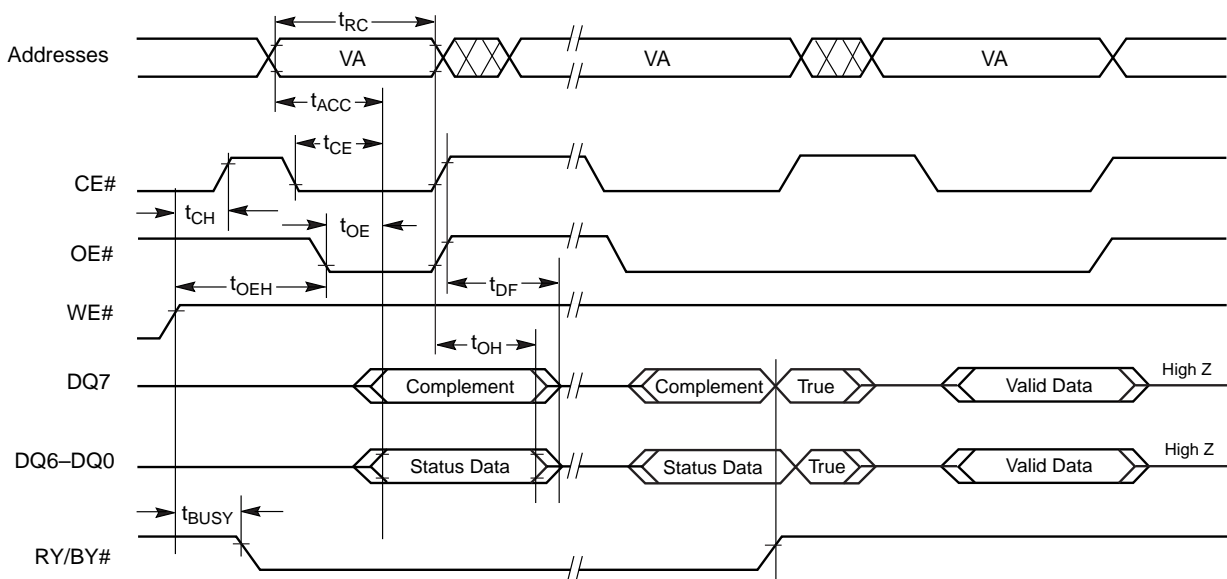 tRC
Addresses VA VA VA
tACC
tCE
CE#
tCH tOE
OE#
tOEH tDF
WE#
tOH
DQ7 Complement Complement True Valid Data High Z
DQ6–DQ0 Status Data Status Data True Valid Data High Z
tBUSY
RY/BY#